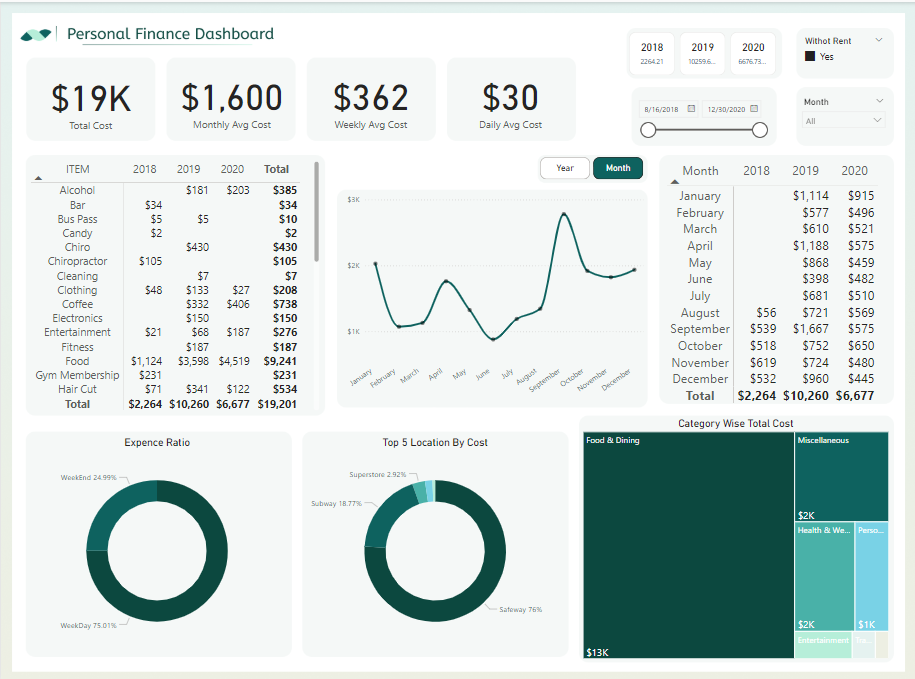 Personal Finance Dashboard
2018 2019 2020
2264.21 10259.6... 6676.73...
Withot Rent
Yes
$19K
Total Cost
$1,600
Monthly Avg Cost
$362
Weekly Avg Cost
$30
Daily Avg Cost
8/16/2018 12/30/2020
Month
All
ITEM 2018 2019 2020 Total
Alcohol $181 $203 $385
Bar $34 $34
Bus Pass $5 $5 $10
Candy $2 $2
Chiro $430 $430
Chiropractor $105 $105
Cleaning $7 $7
Clothing $48 $133 $27 $208
Coffee $332 $406 $738
Electronics $150 $150
Entertainment $21 $68 $187 $276
Fitness $187 $187
Food $1,124 $3,598 $4,519 $9,241
Gym Membership $231 $231
Hair Cut $71 $341 $122 $534
Total $2,264 $10,260 $6,677 $19,201
Year Month
$3K
$2K
$1K
January February March April May June July August September October November December
Month 2018 2019 2020
January $1,114 $915
February $577 $496
March $610 $521
April $1,188 $575
May $868 $459
June $398 $482
July $681 $510
August $56 $721 $569
September $539 $1,667 $575
October $518 $752 $650
November $619 $724 $480
December $532 $960 $445
Total $2,264 $10,260 $6,677
Expence Ratio
WeekEnd 24.99%
WeekDay 75.01%
Top 5 Location By Cost
Superstore 2.92%
Subway 18.77%
Safeway 76%
Category Wise Total Cost
Food & Dining
$13K
Miscellaneous
$2K
Health & We...
$2K
Perso...
$1K
Entertainment